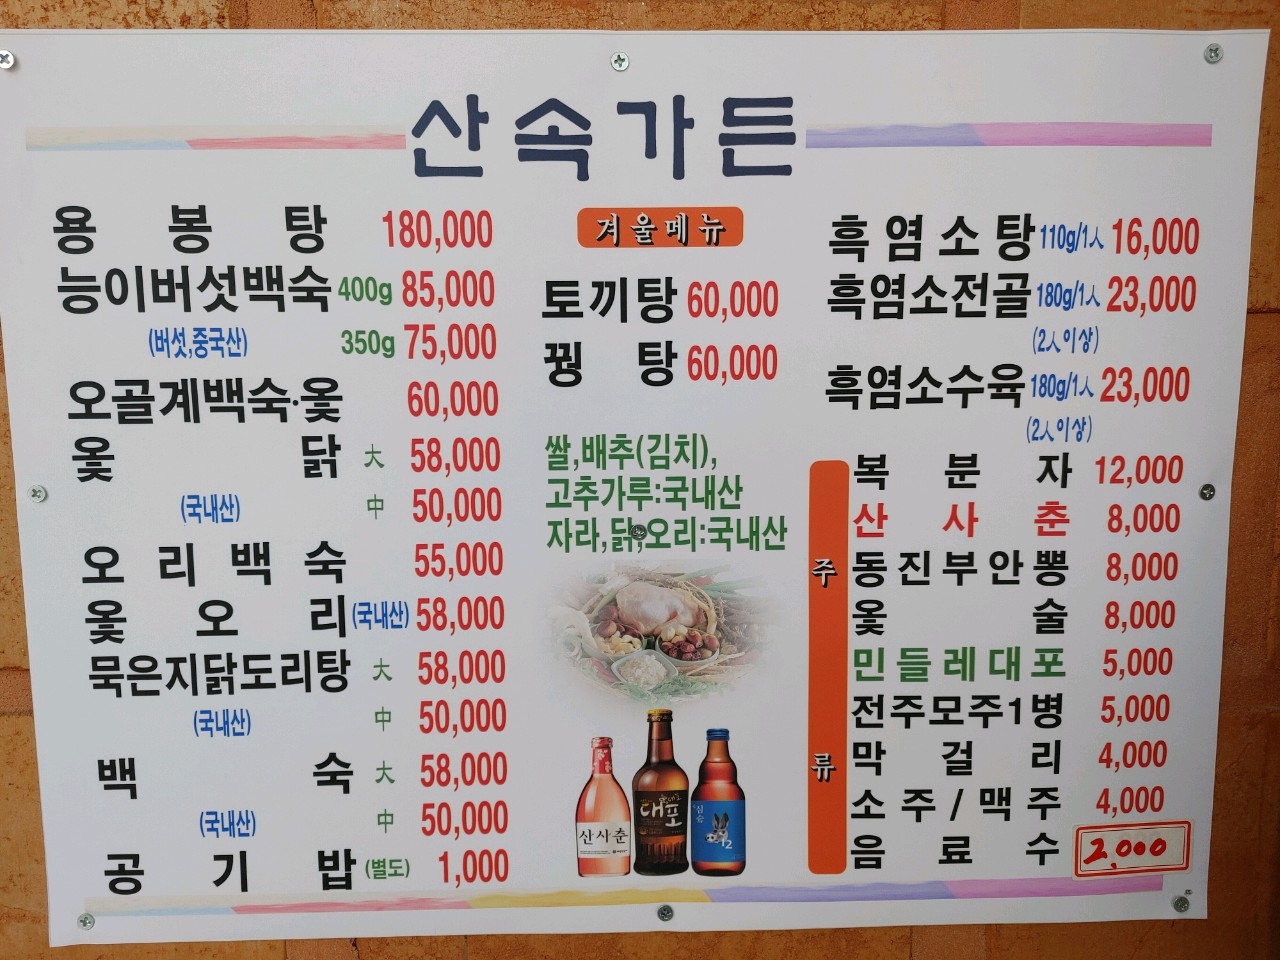 산속가든
용봉탕 180,000
능이버섯백숙 400g 85,000
(버섯,중국산) 350g 75,000
오골계백숙·옻 60,000
옻닭 大 58,000
(국내산) 中 50,000
오리백숙 55,000
옻오리 (국내산) 58,000
묵은지닭도리탕 大 58,000
(국내산) 中 50,000
백숙 大 58,000
(국내산) 中 50,000
공기밥 (별도) 1,000
겨울메뉴
토끼탕 60,000
꿩탕 60,000
쌀,배추(김치),
고추가루:국내산
자라,닭,오리:국내산
산사춘
대포
흑염소탕 110g/1人 16,000
흑염소전골 180g/1人 23,000
(2人이상)
흑염소수육 180g/1人 23,000
(2人이상)
주류
복분자 12,000
산사춘 8,000
동진부안뽕 8,000
옻술 8,000
민들레대포 5,000
전주모주1병 5,000
막걸리 4,000
소주/맥주 4,000
음료수 2,000